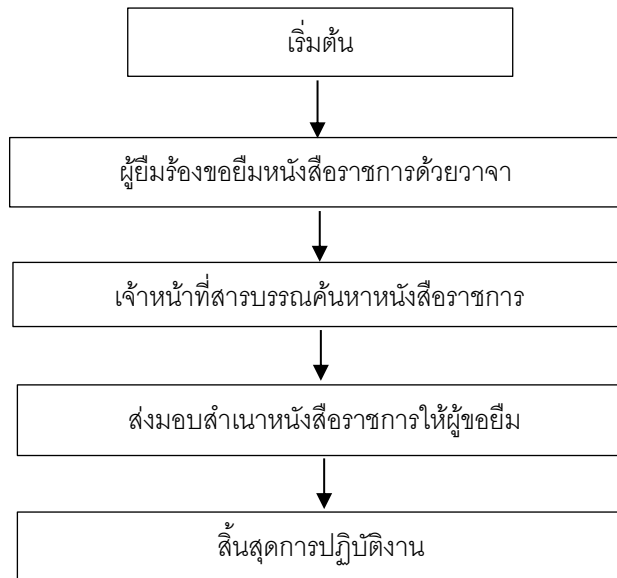 เริ่มต้น
ผู้ยืมร้องขอยืมหนังสือราชการด้วยวาจา
เจ้าหน้าที่สารบรรณค้นหาหนังสือราชการ
ส่งมอบสำเนาหนังสือราชการให้ผู้ขอยืม
สิ้นสุดการปฏิบัติงาน